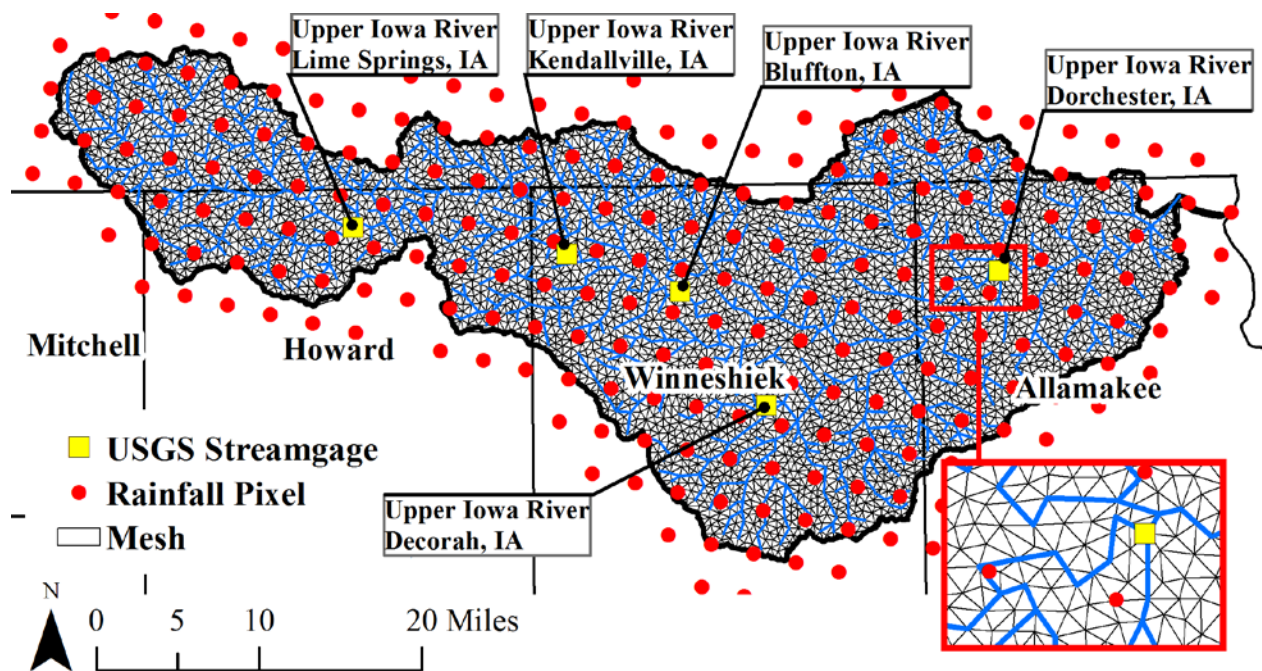 Upper Iowa River
Lime Springs, IA
Upper Iowa River
Kendallville, IA
Upper Iowa River
Bluffton, IA
Upper Iowa River
Dorchester, IA
Mitchell
Howard
Winneshiek
Allamakee
USGS Streamgage
Rainfall Pixel
Mesh
Upper Iowa River
Decorah, IA
N
0 5 10 20 Miles